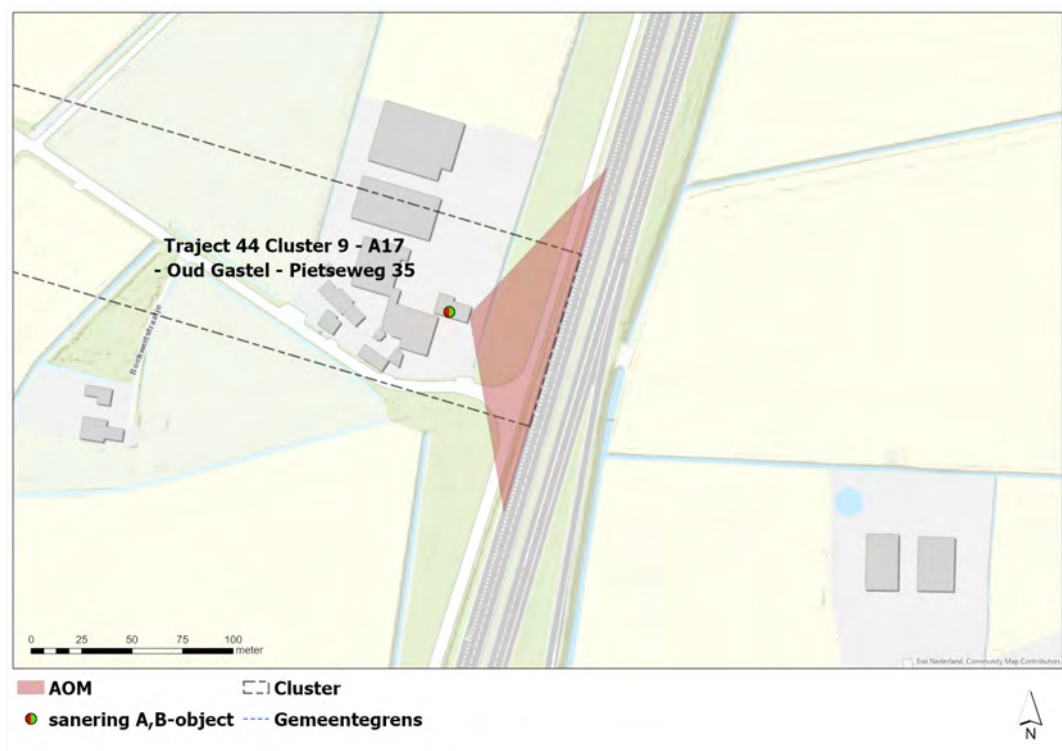 Traject 44 Cluster 9 - A17
- Oud Gastel - Pietseweg 35
Boekweitstraatje
0 25 50 75 100
meter
Esri Nederland, Community Map Contributors
AOM
Cluster
sanering A,B-object
Gemeentegrens
N